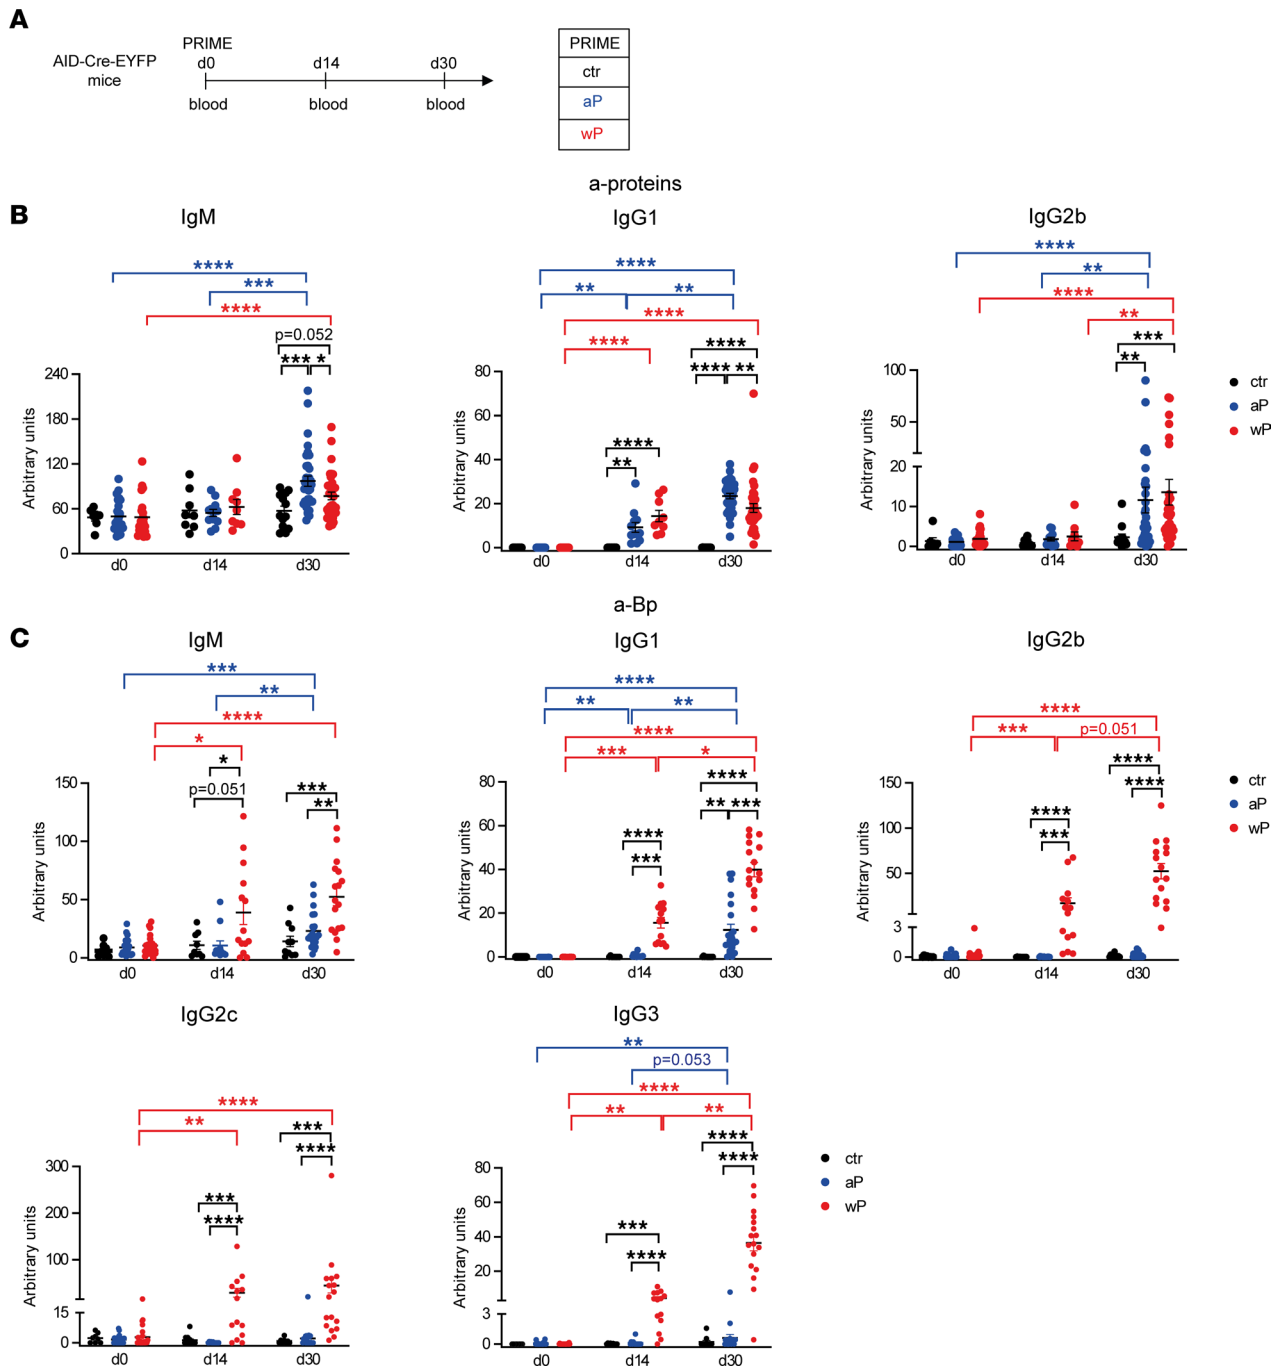 A
PRIME
AID-Cre-EYFP
mice
d0 d14 d30
blood blood blood
PRIME
ctr
aP
wP
a-proteins
B
IgM IgG1 IgG2b
**** **** ****
*** ** ** **
**** **** ****
**** **
p=0.052 **** ***
*** * **** ** **
**** **
Arbitrary units
240
180
120
60
0
d0 d14 d30
Arbitrary units
80
60
40
20
0
d0 d14 d30
Arbitrary units
100
50
20
10
0
d0 d14 d30
ctr
aP
wP
a-Bp
C
IgM IgG1 IgG2b
*** **** ****
** ** ** *** p=0.051
**** **** ****
* *** * ****
* **** *** ****
p=0.051 ** *** ***
*** ****
** ***
Arbitrary units
150
100
50
0
d0 d14 d30
Arbitrary units
80
60
40
20
0
d0 d14 d30
Arbitrary units
150
100
50
3
0
d0 d14 d30
ctr
aP
wP
IgG2c IgG3
**** **
** p=0.053
*** ****
**** ** **
*** ****
**** ****
***
****
Arbitrary units
300
200
100
15
0
d0 d14 d30
Arbitrary units
80
60
40
20
3
0
d0 d14 d30
ctr
aP
wP